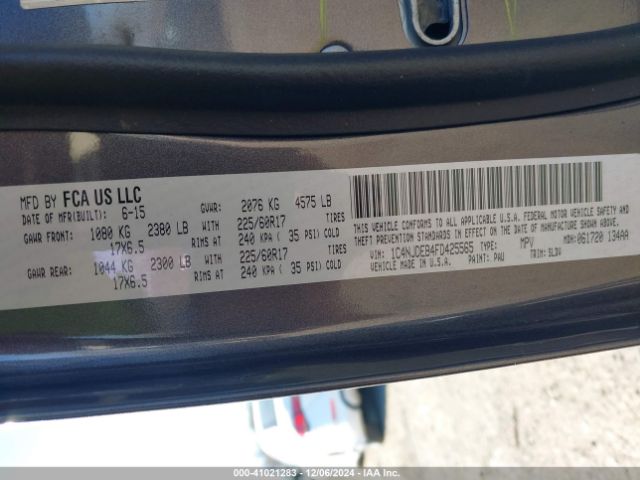 MFD BY FCA US LLC
DATE OF MFR(BUILT): 6-15 GVWR: 2076 KG 4575 LB
GAWR FRONT: 1080 KG 2380 LB WITH 225/60R17 TIRES
17X6.5 RIMS AT 240 KPA ( 35 PSI) COLD
GAWR REAR: 1044 KG 2300 LB WITH 225/60R17 TIRES
17X6.5 RIMS AT 240 KPA ( 35 PSI) COLD
THIS VEHICLE CONFORMS TO ALL APPLICABLE U.S.A. FEDERAL MOTOR VEHICLE SAFETY AND
THEFT PREVENTION STANDARDS IN EFFECT ON THE DATE OF MANUFACTURE SHOWN ABOVE.
VIN: 1C4NJDEB4FD425565 TYPE: MPV MDH: 061720 134AA
VEHICLE MADE IN U.S.A. PAINT: PAU TRIM: SLDV
000-41021283 - 12/06/2024 - IAAI.COM